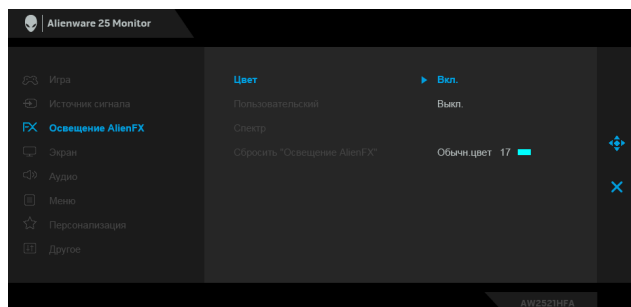 Alienware 25 Monitor
Игра
Источник сигнала
FX Освещение AlienFX
Экран
Аудио
Меню
Персонализация
Другое
Цвет Вкл.
Пользовательский Выкл.
Спектр
Сбросить "Освещение AlienFX" Обычн.цвет 17
AW2521HFA